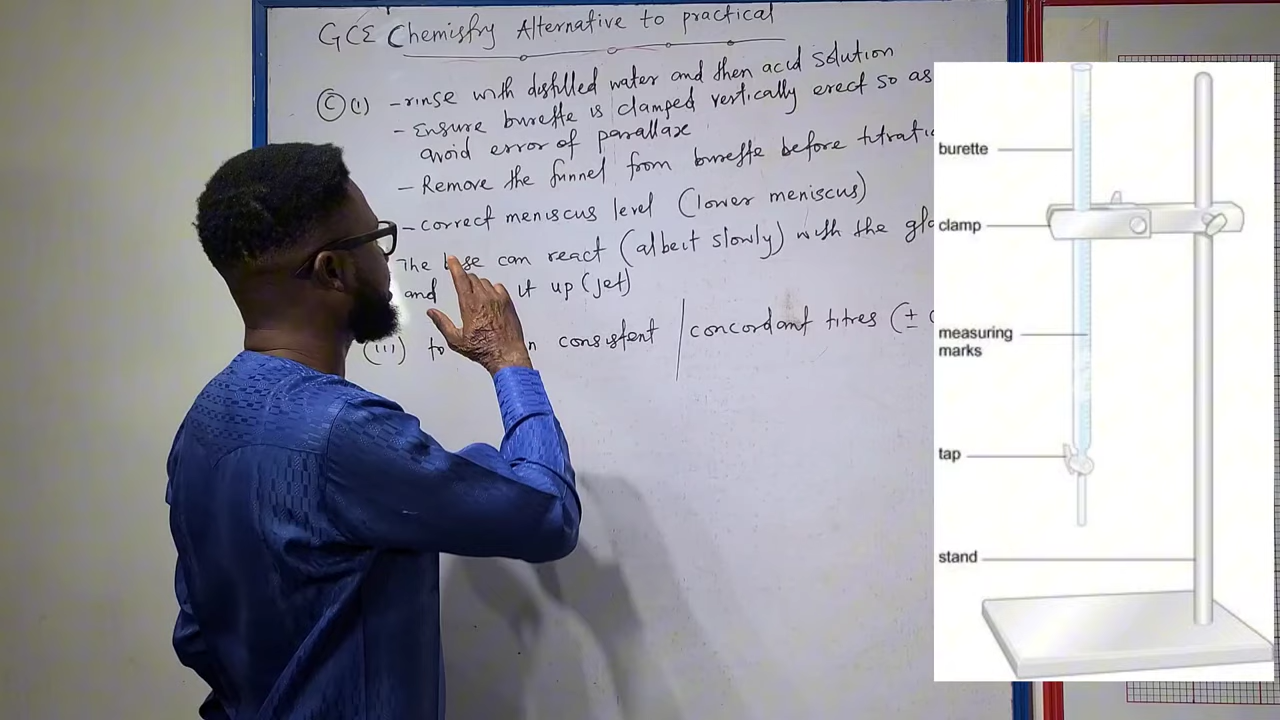 GCE Chemistry Alternative to practical
(C) (i) - rinse with distilled water and then acid solution
- Ensure burette is clamped vertically erect so as
avoid error of parallax
- Remove the funnel from burette before
- correct meniscus level (lower meniscus)
The can react (albeit slowly) with the
and it up (jet)
(iii) to consistent / concordant titres (±
burette
clamp
measuring
marks
tap
stand